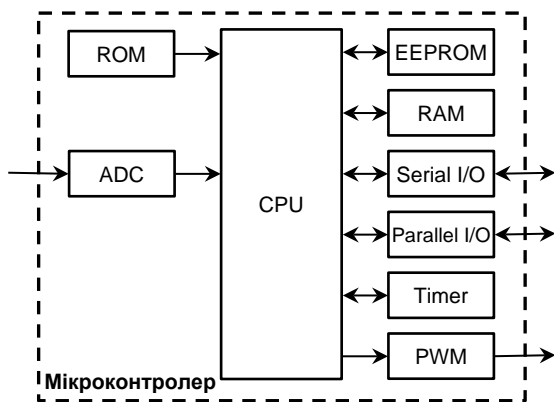 ROM
EEPROM
RAM
ADC
Serial I/O
CPU
Parallel I/O
Timer
PWM
Мікроконтролер